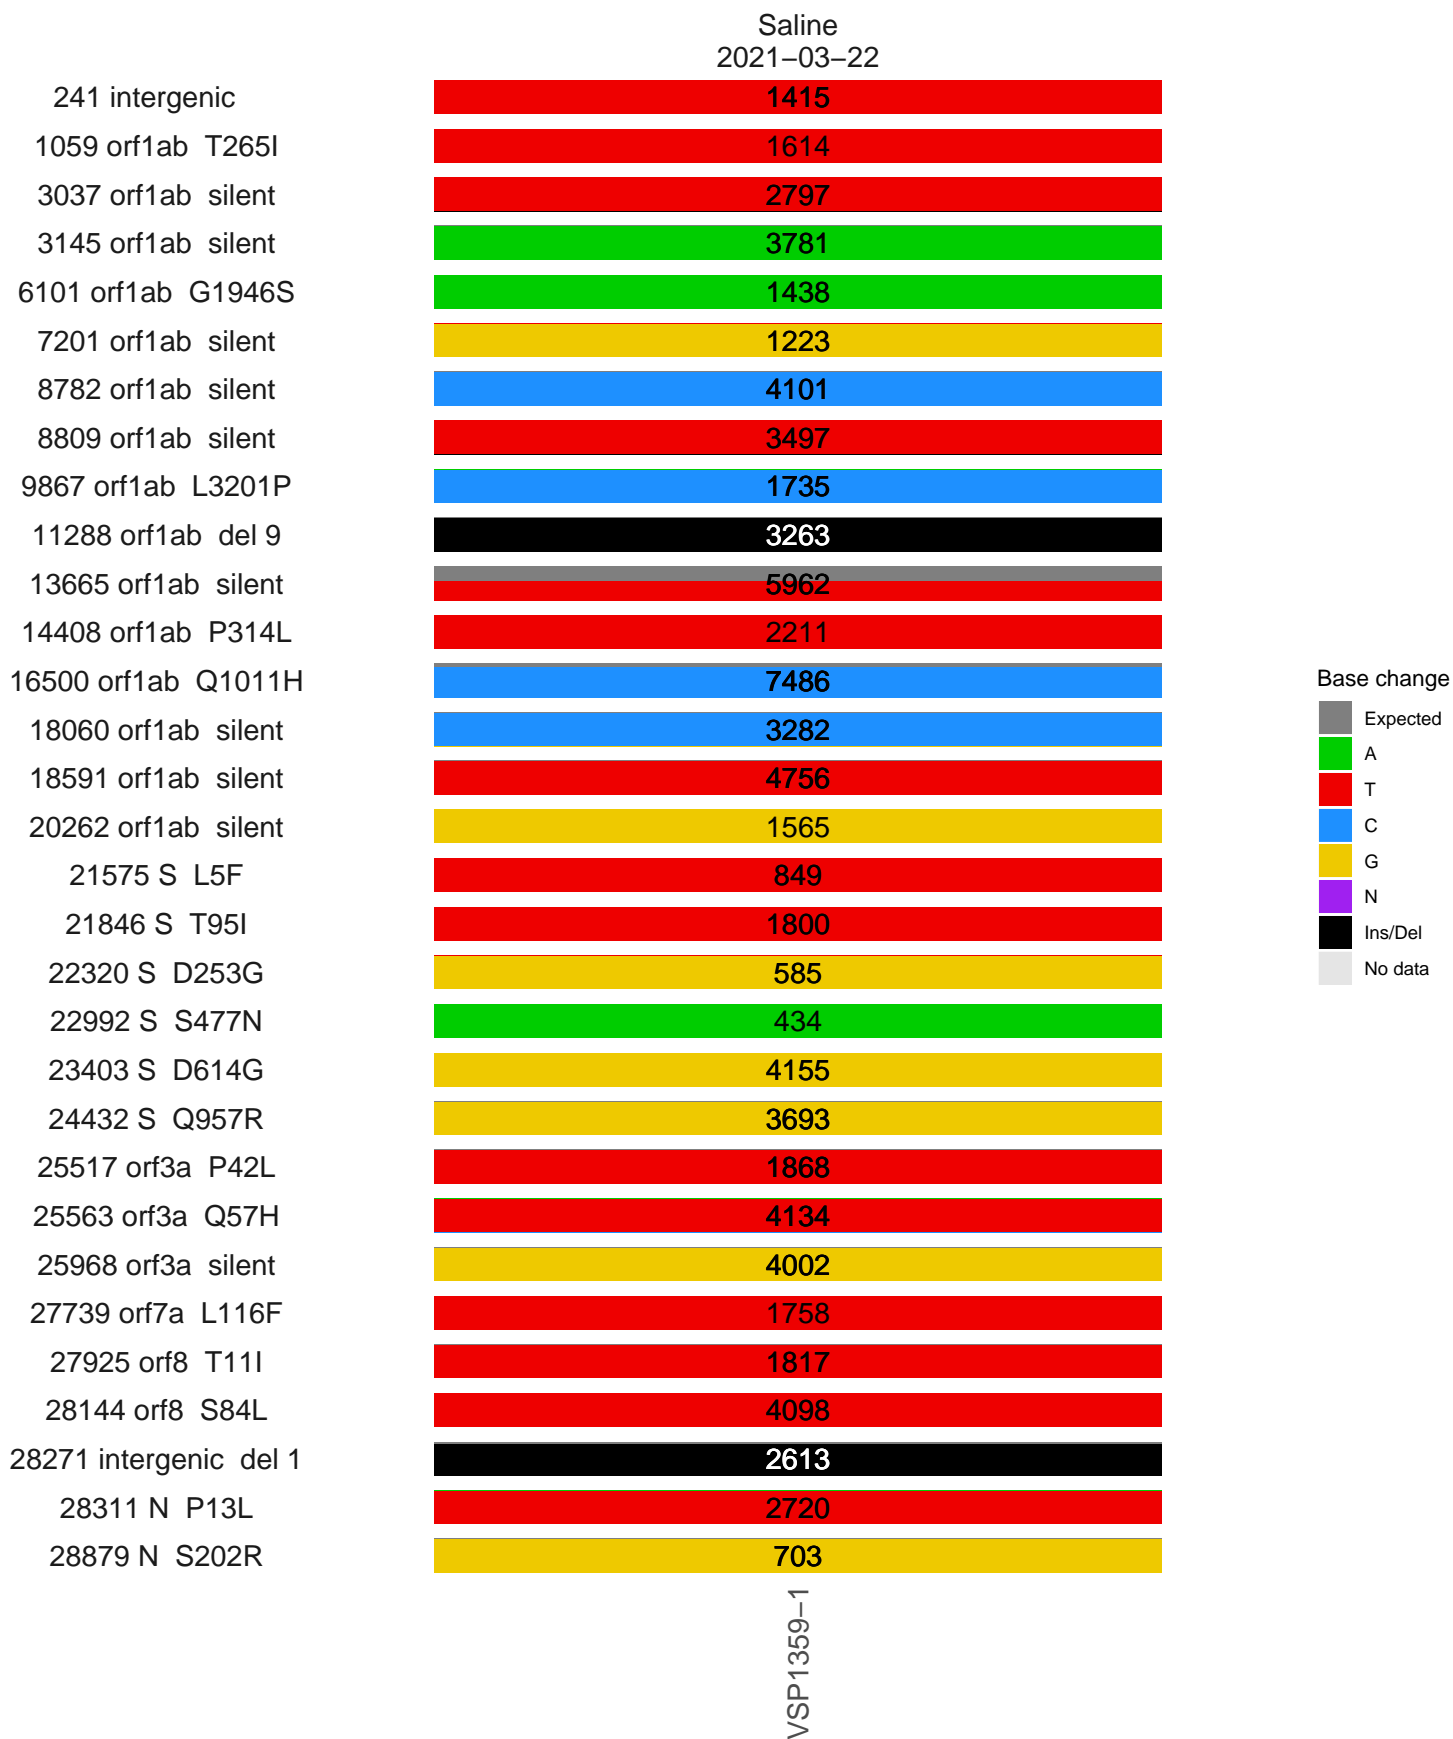 Saline
2021−03−22
241 intergenic 1415
1059 orf1ab T265I 1614
3037 orf1ab silent 2797
3145 orf1ab silent 3781
6101 orf1ab G1946S 1438
7201 orf1ab silent 1223
8782 orf1ab silent 4101
8809 orf1ab silent 3497
9867 orf1ab L3201P 1735
11288 orf1ab del 9 3263
13665 orf1ab silent 5962
14408 orf1ab P314L 2211
16500 orf1ab Q1011H 7486
18060 orf1ab silent 3282
18591 orf1ab silent 4756
20262 orf1ab silent 1565
21575 S L5F 849
21846 S T95I 1800
22320 S D253G 585
22992 S S477N 434
23403 S D614G 4155
24432 S Q957R 3693
25517 orf3a P42L 1868
25563 orf3a Q57H 4134
25968 orf3a silent 4002
27739 orf7a L116F 1758
27925 orf8 T11I 1817
28144 orf8 S84L 4098
28271 intergenic del 1 2613
28311 N P13L 2720
28879 N S202R 703
VSP1359−1
Base change
Expected
A
T
C
G
N
Ins/Del
No data